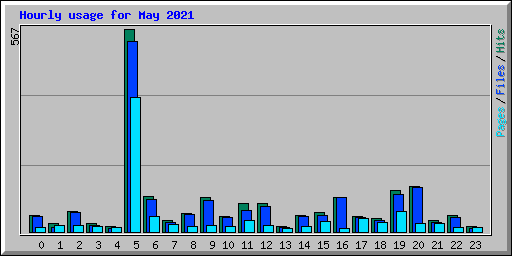 Hourly usage for May 2021
567
Pages/Files/Hits
0 1 2 3 4 5 6 7 8 9 10 11 12 13 14 15 16 17 18 19 20 21 22 23